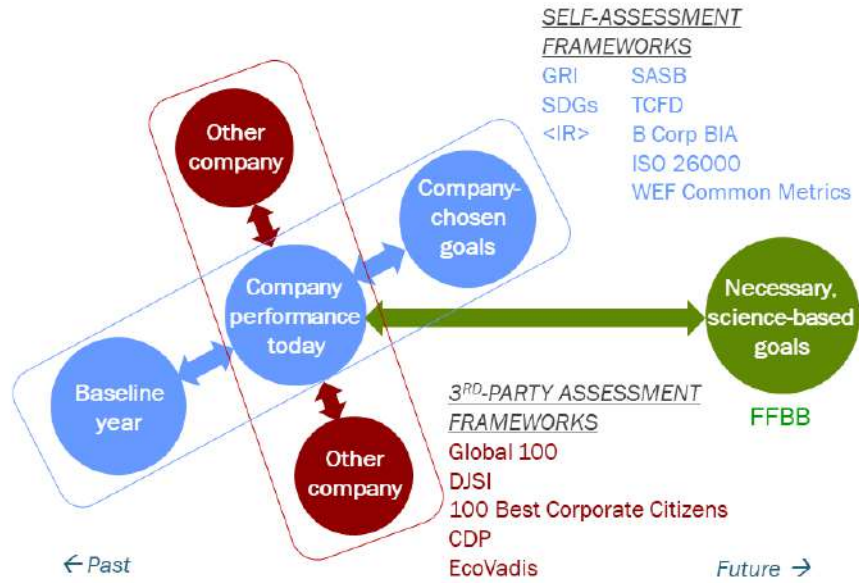 SELF-ASSESSMENT
FRAMEWORKS
GRI SASB
SDGs TCFD
<IR> B Corp BIA
ISO 26000
WEF Common Metrics
Other
company
Company-
chosen
goals
Company
performance
today
Necessary,
science-based
goals
FFBB
Baseline
year
Other
company
3RD-PARTY ASSESSMENT
FRAMEWORKS
Global 100
DJSI
100 Best Corporate Citizens
CDP
EcoVadis
← Past
Future →